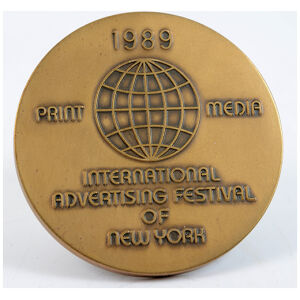 1989
PRINT MEDIA
INTERNATIONAL
ADVERTISING FESTIVAL
OF
NEW YORK